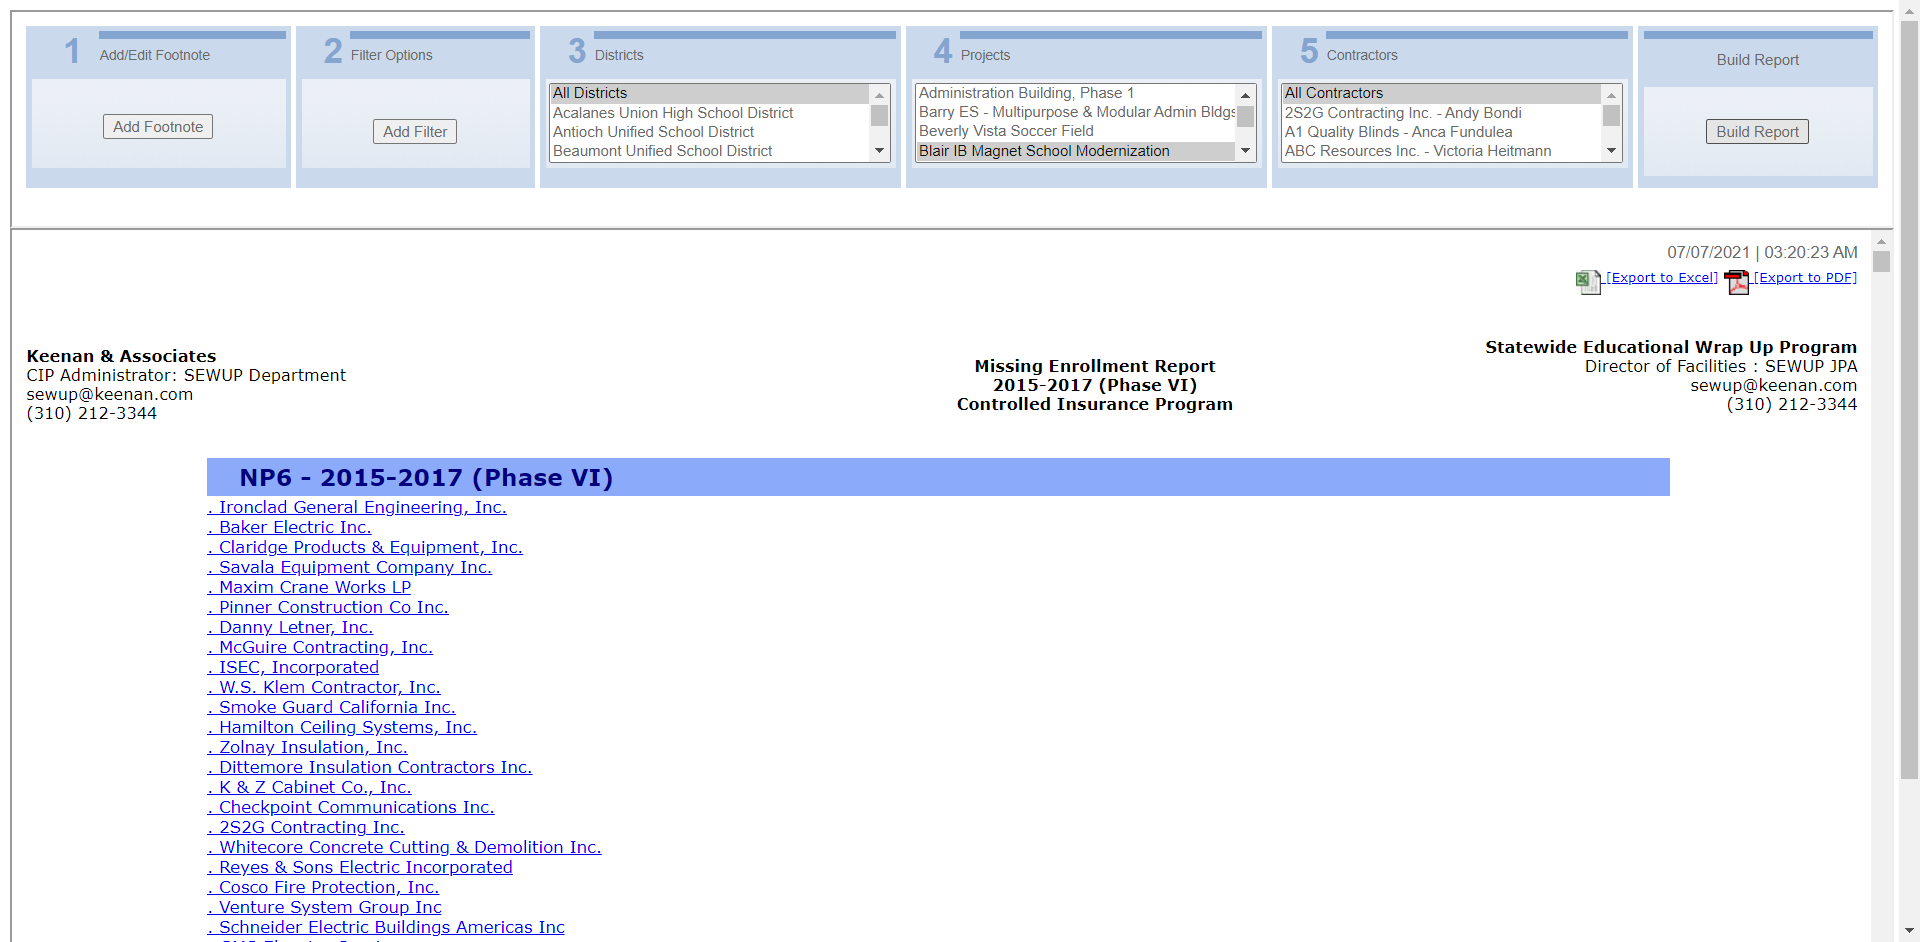 1 Add/Edit Footnote
Add Footnote
2 Filter Options
Add Filter
3 Districts
All Districts
Acalanes Union High School District
Antioch Unified School District
Beaumont Unified School District
4 Projects
Administration Building, Phase 1
Barry ES - Multipurpose & Modular Admin Bldgs
Beverly Vista Soccer Field
Blair IB Magnet School Modernization
5 Contractors
All Contractors
2S2G Contracting Inc. - Andy Bondi
A1 Quality Blinds - Anca Fundulea
ABC Resources Inc. - Victoria Heitmann
Build Report
Build Report
07/07/2021 | 03:20:23 AM
[Export to Excel] [Export to PDF]
Keenan & Associates
CIP Administrator: SEWUP Department
sewup@keenan.com
(310) 212-3344
Missing Enrollment Report
2015-2017 (Phase VI)
Controlled Insurance Program
Statewide Educational Wrap Up Program
Director of Facilities : SEWUP JPA
sewup@keenan.com
(310) 212-3344
NP6 - 2015-2017 (Phase VI)
. Ironclad General Engineering, Inc.
. Baker Electric Inc.
. Claridge Products & Equipment, Inc.
. Savala Equipment Company Inc.
. Maxim Crane Works LP
. Pinner Construction Co Inc.
. Danny Letner, Inc.
. McGuire Contracting, Inc.
. ISEC, Incorporated
. W.S. Klem Contractor, Inc.
. Smoke Guard California Inc.
. Hamilton Ceiling Systems, Inc.
. Zolnay Insulation, Inc.
. Dittemore Insulation Contractors Inc.
. K & Z Cabinet Co., Inc.
. Checkpoint Communications Inc.
. 2S2G Contracting Inc.
. Whitecore Concrete Cutting & Demolition Inc.
. Reyes & Sons Electric Incorporated
. Cosco Fire Protection, Inc.
. Venture System Group Inc
. Schneider Electric Buildings Americas Inc